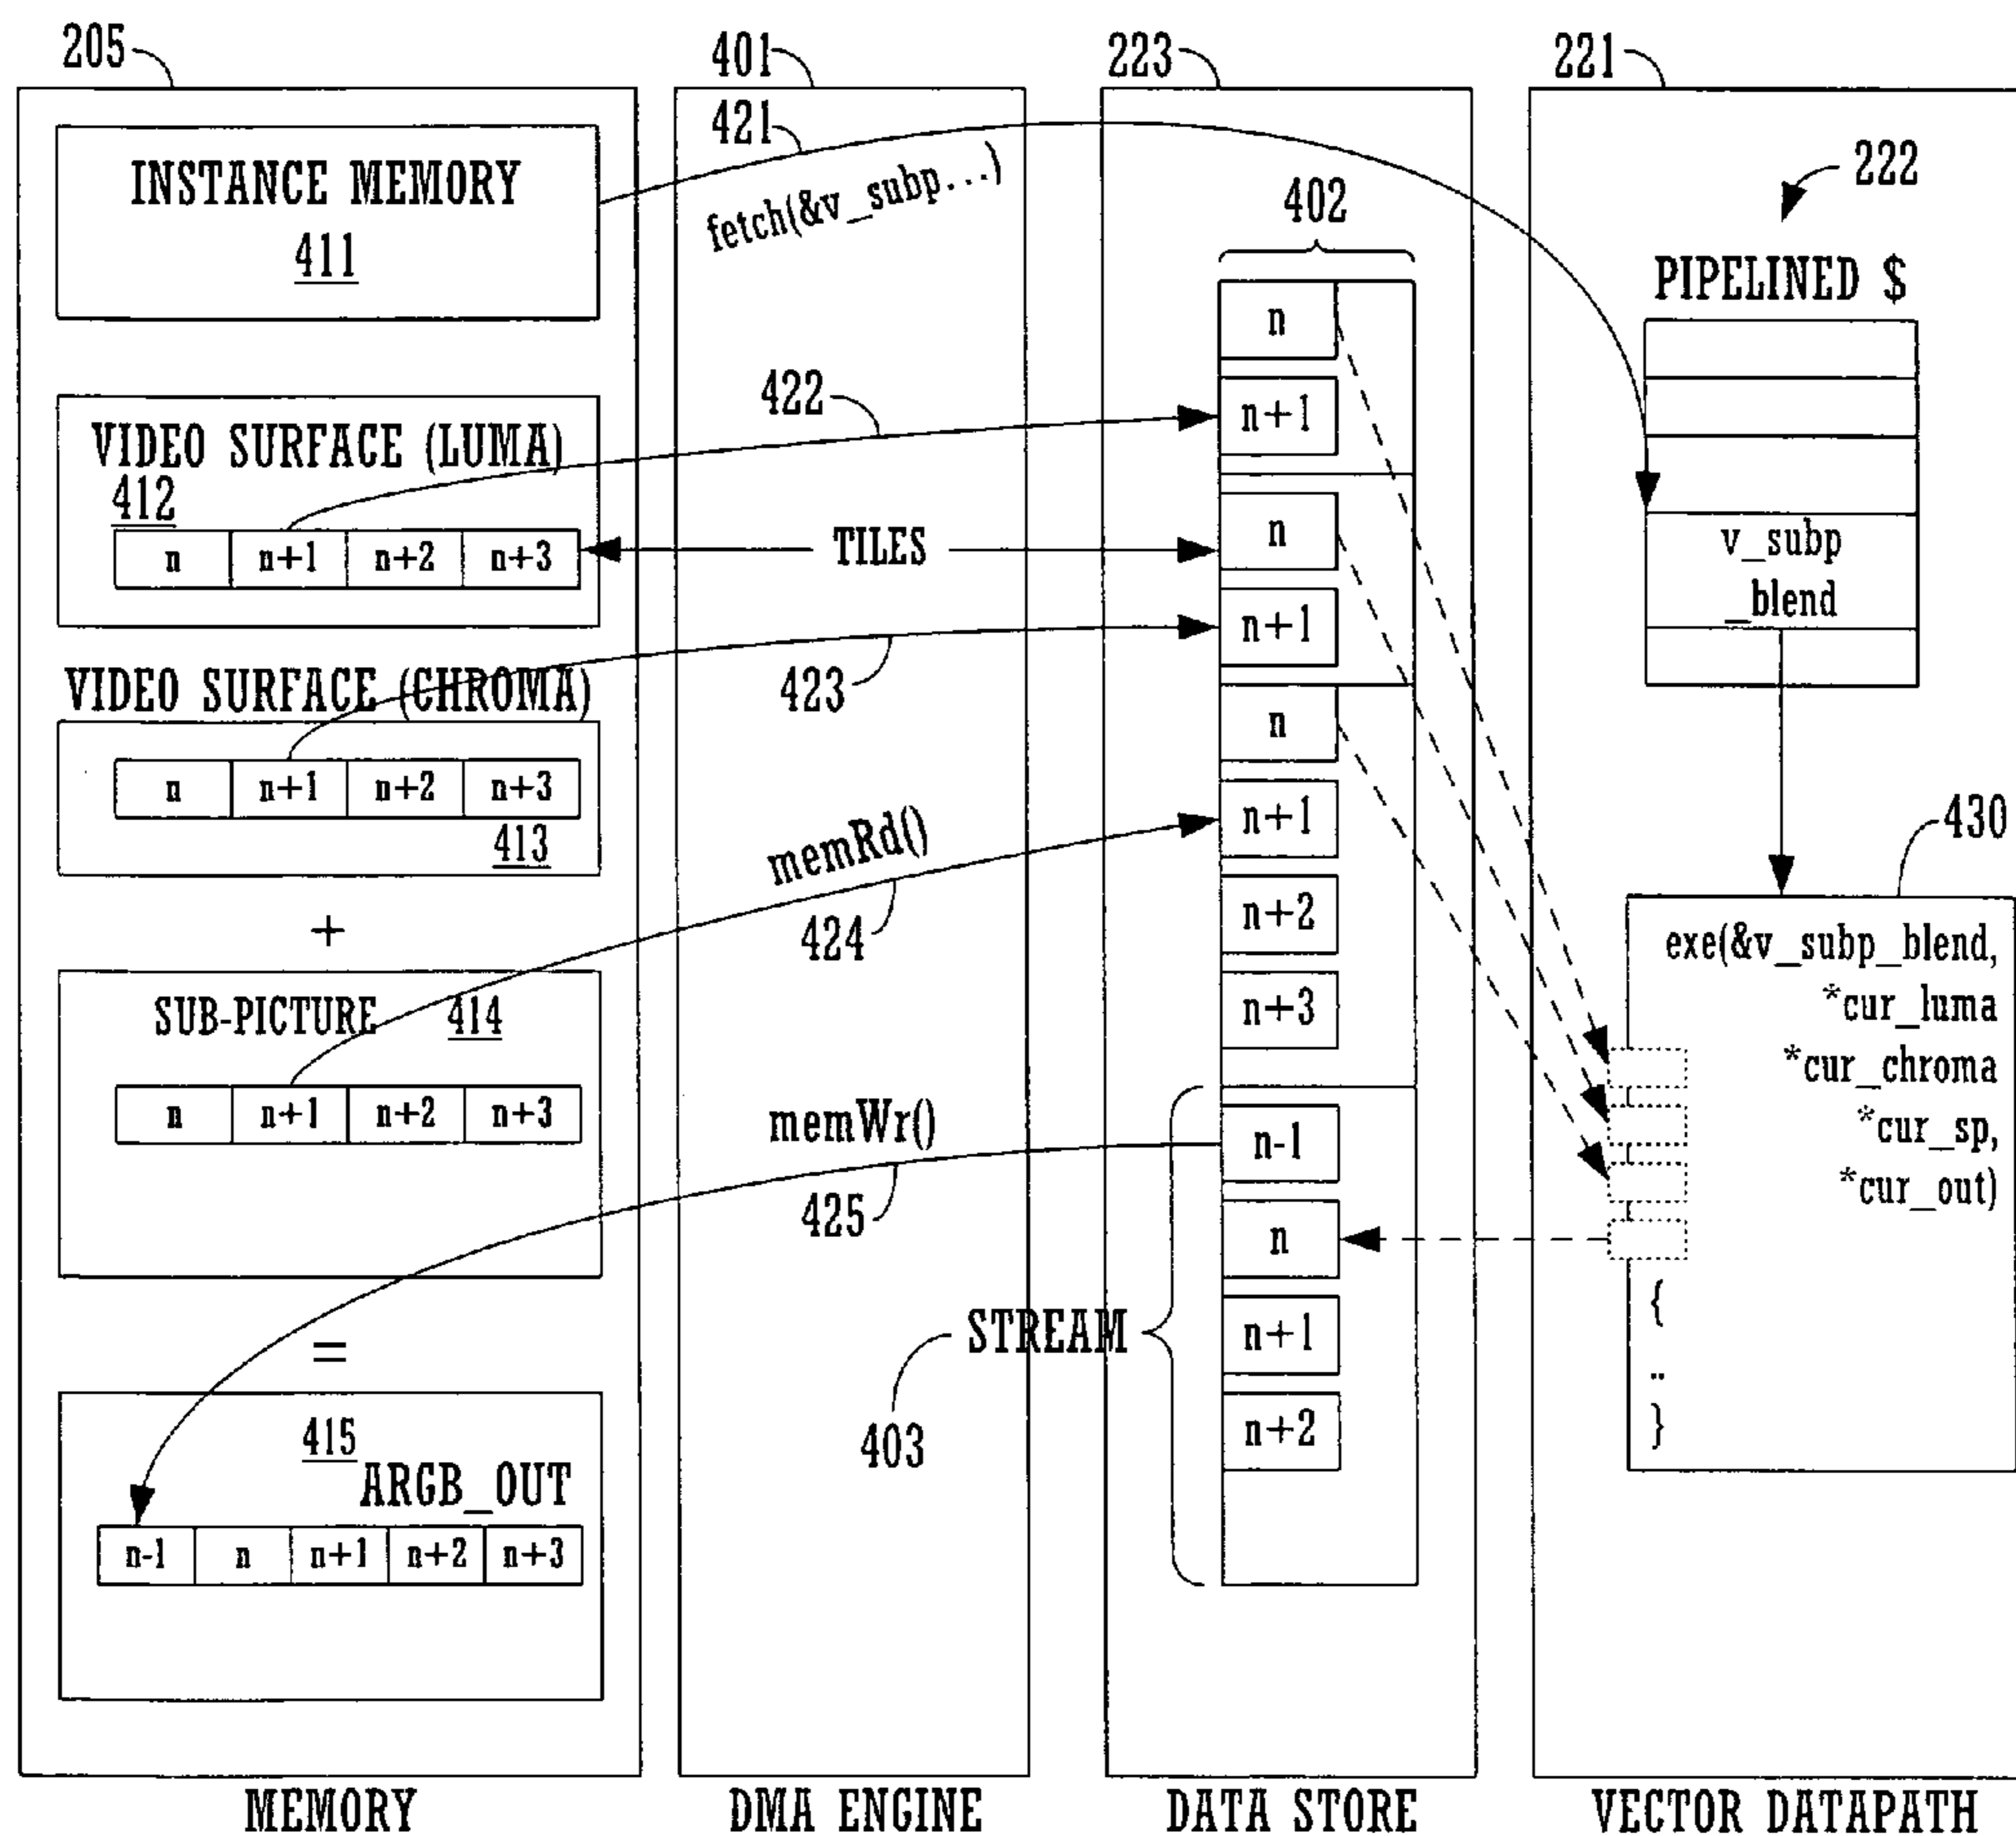 205
401
223
221
421
INSTANCE MEMORY
411
fetch(&v_subp...)
402
222
PIPELINED $
v_subp
_blend
422
VIDEO SURFACE (LUMA)
412
n n+1 n+2 n+3
TILES
423
VIDEO SURFACE (CHROMA)
n n+1 n+2 n+3
413
+
memRd()
424
SUB-PICTURE 414
n n+1 n+2 n+3
memWr()
425
=
415
ARGB_OUT
n-1 n n+1 n+2 n+3
n
n+1
n
n+1
n
n+1
n+2
n+3
n-1
n
n+1
n+2
STREAM
403
430
exe(&v_subp_blend,
*cur_luma
*cur_chroma
*cur_sp,
*cur_out)
{
..
}
MEMORY
DMA ENGINE
DATA STORE
VECTOR DATAPATH